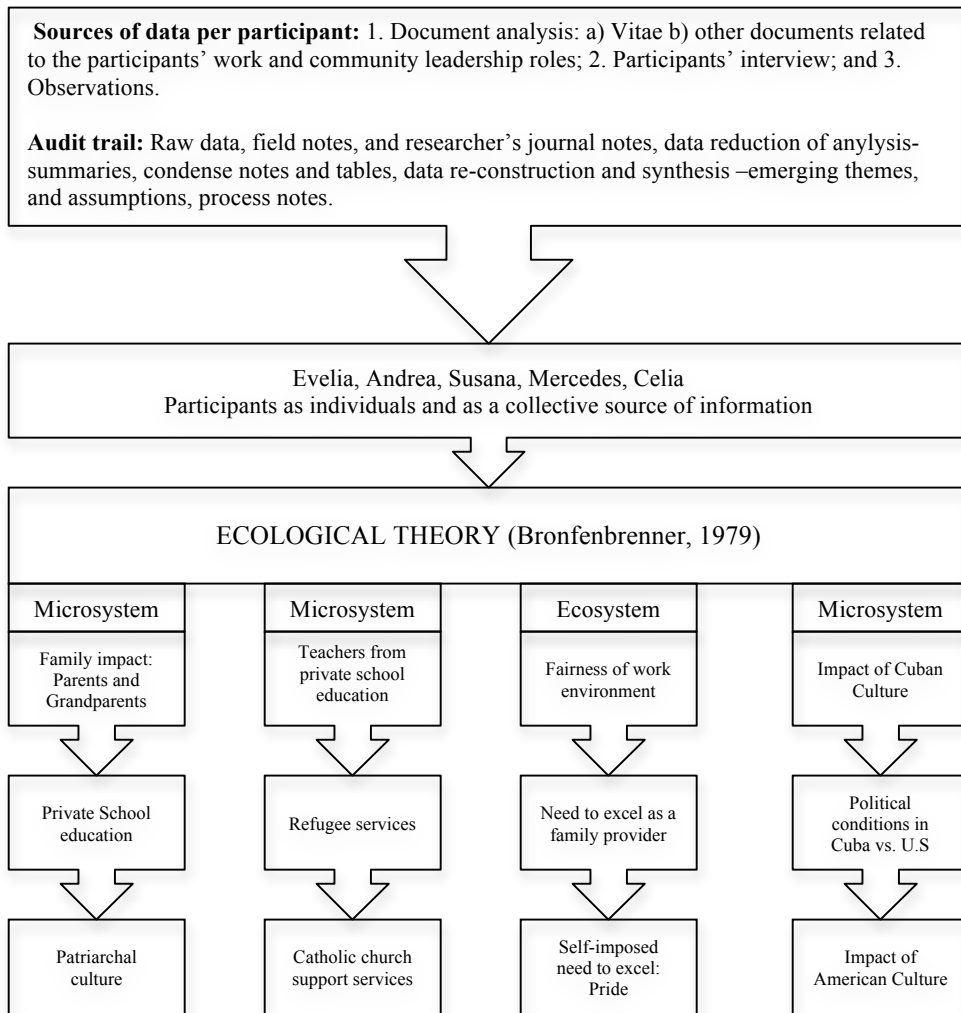 Sources of data per participant: 1. Document analysis: a) Vitae b) other documents related
to the participants’ work and community leadership roles; 2. Participants’ interview; and 3.
Observations.
Audit trail: Raw data, field notes, and researcher’s journal notes, data reduction of anylysis-
summaries, condense notes and tables, data re-construction and synthesis –emerging themes,
and assumptions, process notes.
Evelia, Andrea, Susana, Mercedes, Celia
Participants as individuals and as a collective source of information
ECOLOGICAL THEORY (Bronfenbrenner, 1979)
Microsystem
Family impact:
Parents and
Grandparents
Private School
education
Patriarchal
culture
Microsystem
Teachers from
private school
education
Refugee services
Catholic church
support services
Ecosystem
Fairness of work
environment
Need to excel as a
family provider
Self-imposed
need to excel:
Pride
Microsystem
Impact of Cuban
Culture
Political
conditions in
Cuba vs. U.S
Impact of
American Culture